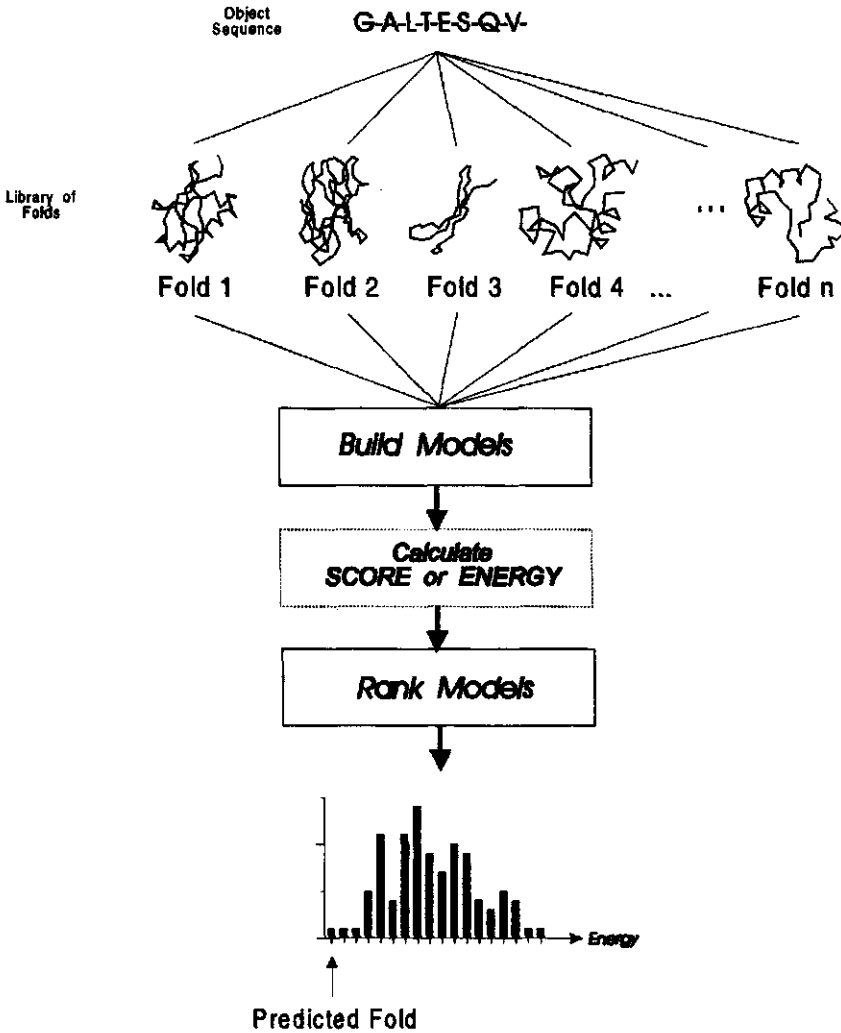 Object
Sequence
G-A-L-T-E-S-Q-V-
Library of
Folds
...
Fold 1
Fold 2
Fold 3
Fold 4
...
Fold n
Build Models
Calculate
SCORE or ENERGY
Rank Models
Energy
Predicted Fold